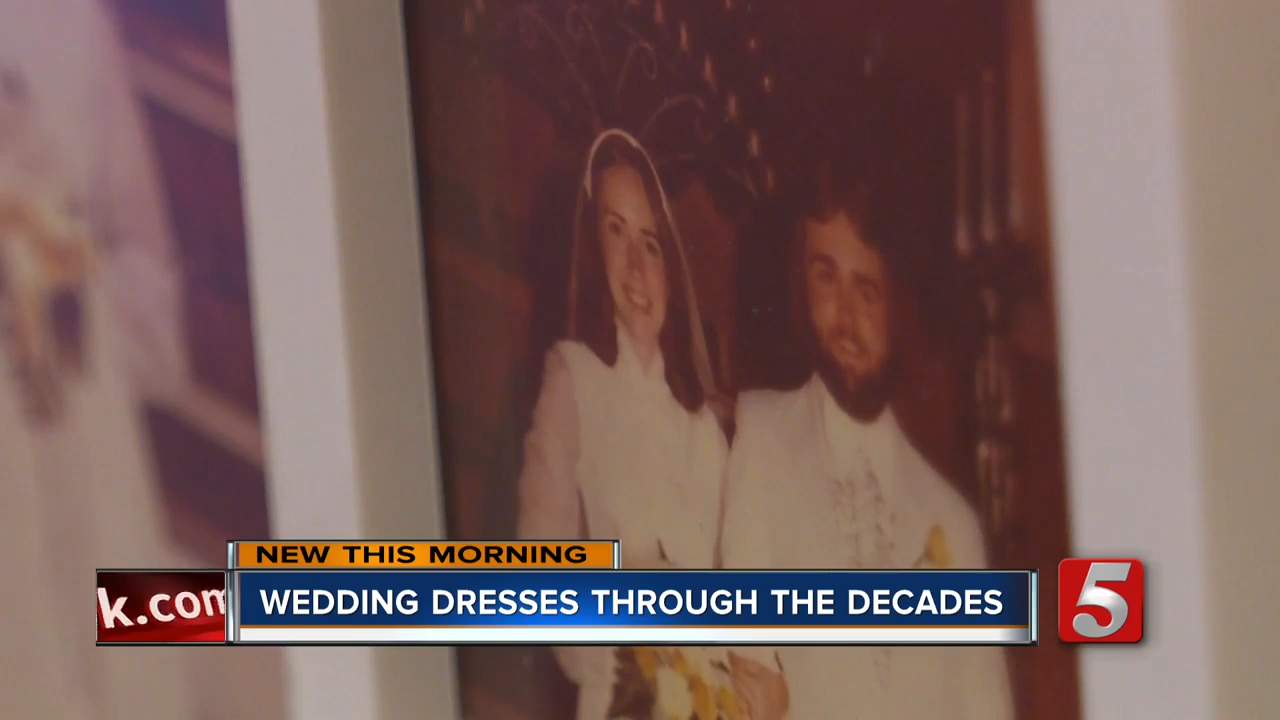 NEW THIS MORNING
k.com
WEDDING DRESSES THROUGH THE DECADES
5